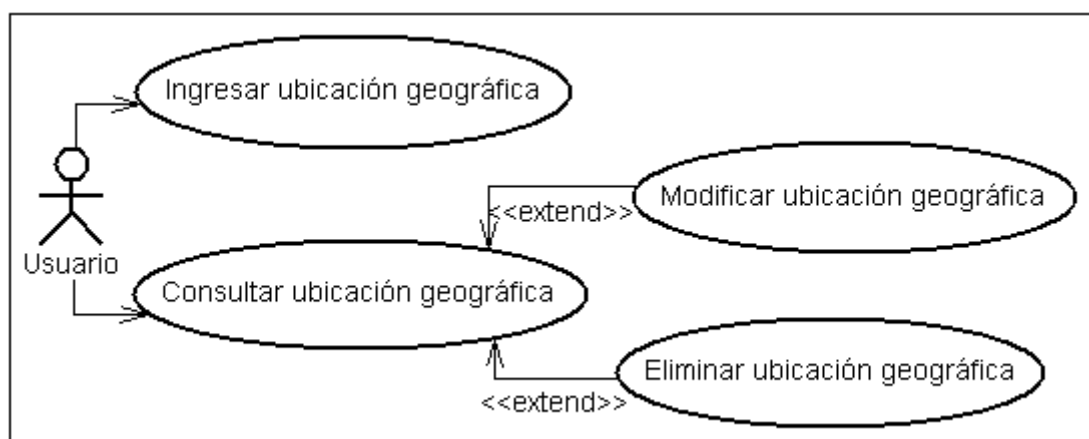 Ingresar ubicación geográfica
Modificar ubicación geográfica
<<extend>>
Usuario
Consultar ubicación geográfica
Eliminar ubicación geográfica
<<extend>>